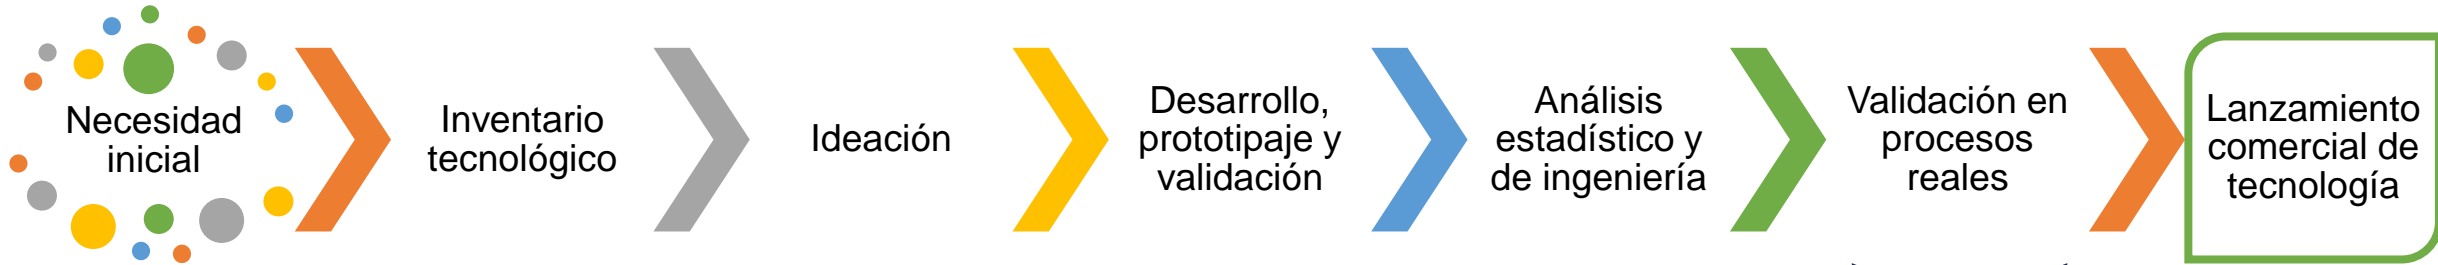 Necesidad
inicial
Inventario
tecnológico
Ideación
Desarrollo,
prototipaje y
validación
Análisis
estadístico y
de ingeniería
Validación en
procesos
reales
Lanzamiento
comercial de
tecnología